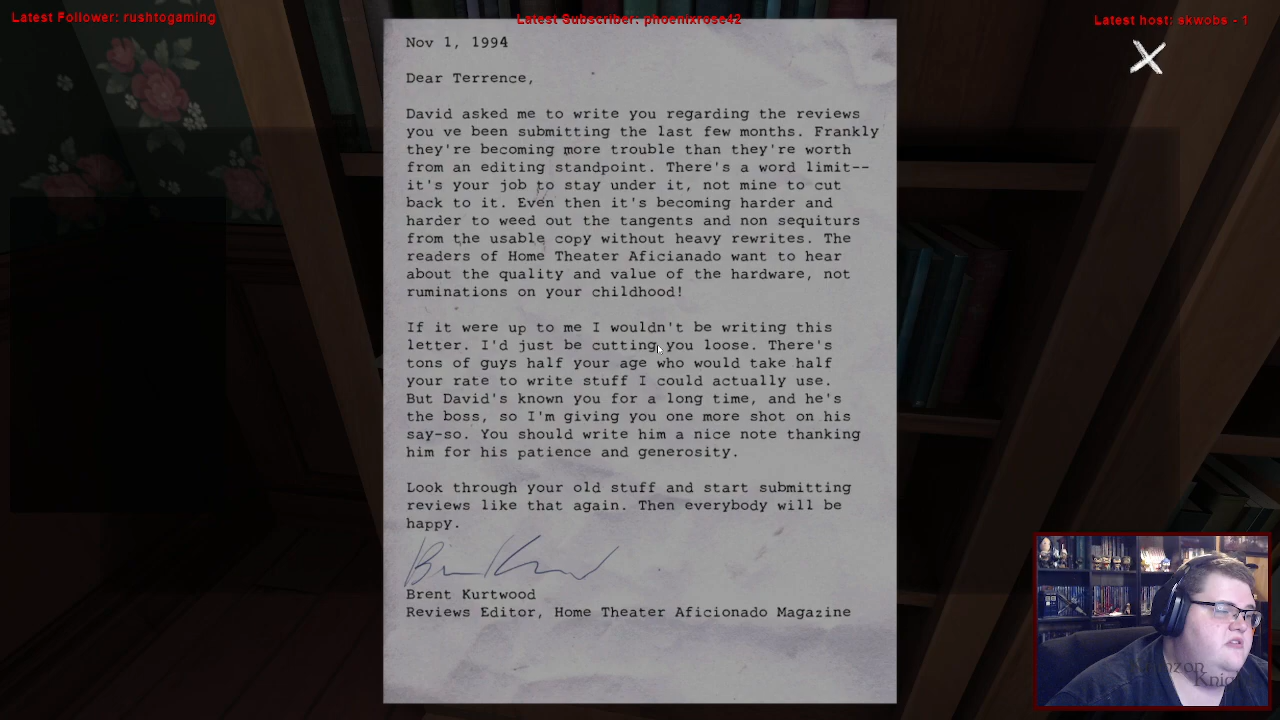 Latest Follower: rushtogaming
Latest Subscriber: phoenixrose42
Latest host: skwobs - 1
Nov 1, 1994
Dear Terrence,
David asked me to write you regarding the reviews
you ve been submitting the last few months. Frankly
they're becoming more trouble than they're worth
from an editing standpoint. There's a word limit--
it's your job to stay under it, not mine to cut
back to it. Even then it's becoming harder and
harder to weed out the tangents and non sequiturs
from the usable copy without heavy rewrites. The
readers of Home Theater Aficianado want to hear
about the quality and value of the hardware, not
ruminations on your childhood!
If it were up to me I wouldn't be writing this
letter. I'd just be cutting you loose. There's
tons of guys half your age who would take half
your rate to write stuff I could actually use.
But David's known you for a long time, and he's
the boss, so I'm giving you one more shot on his
say-so. You should write him a nice note thanking
him for his patience and generosity.
Look through your old stuff and start submitting
reviews like that again. Then everybody will be
happy.
Brent Kurtwood
Reviews Editor, Home Theater Aficionado Magazine